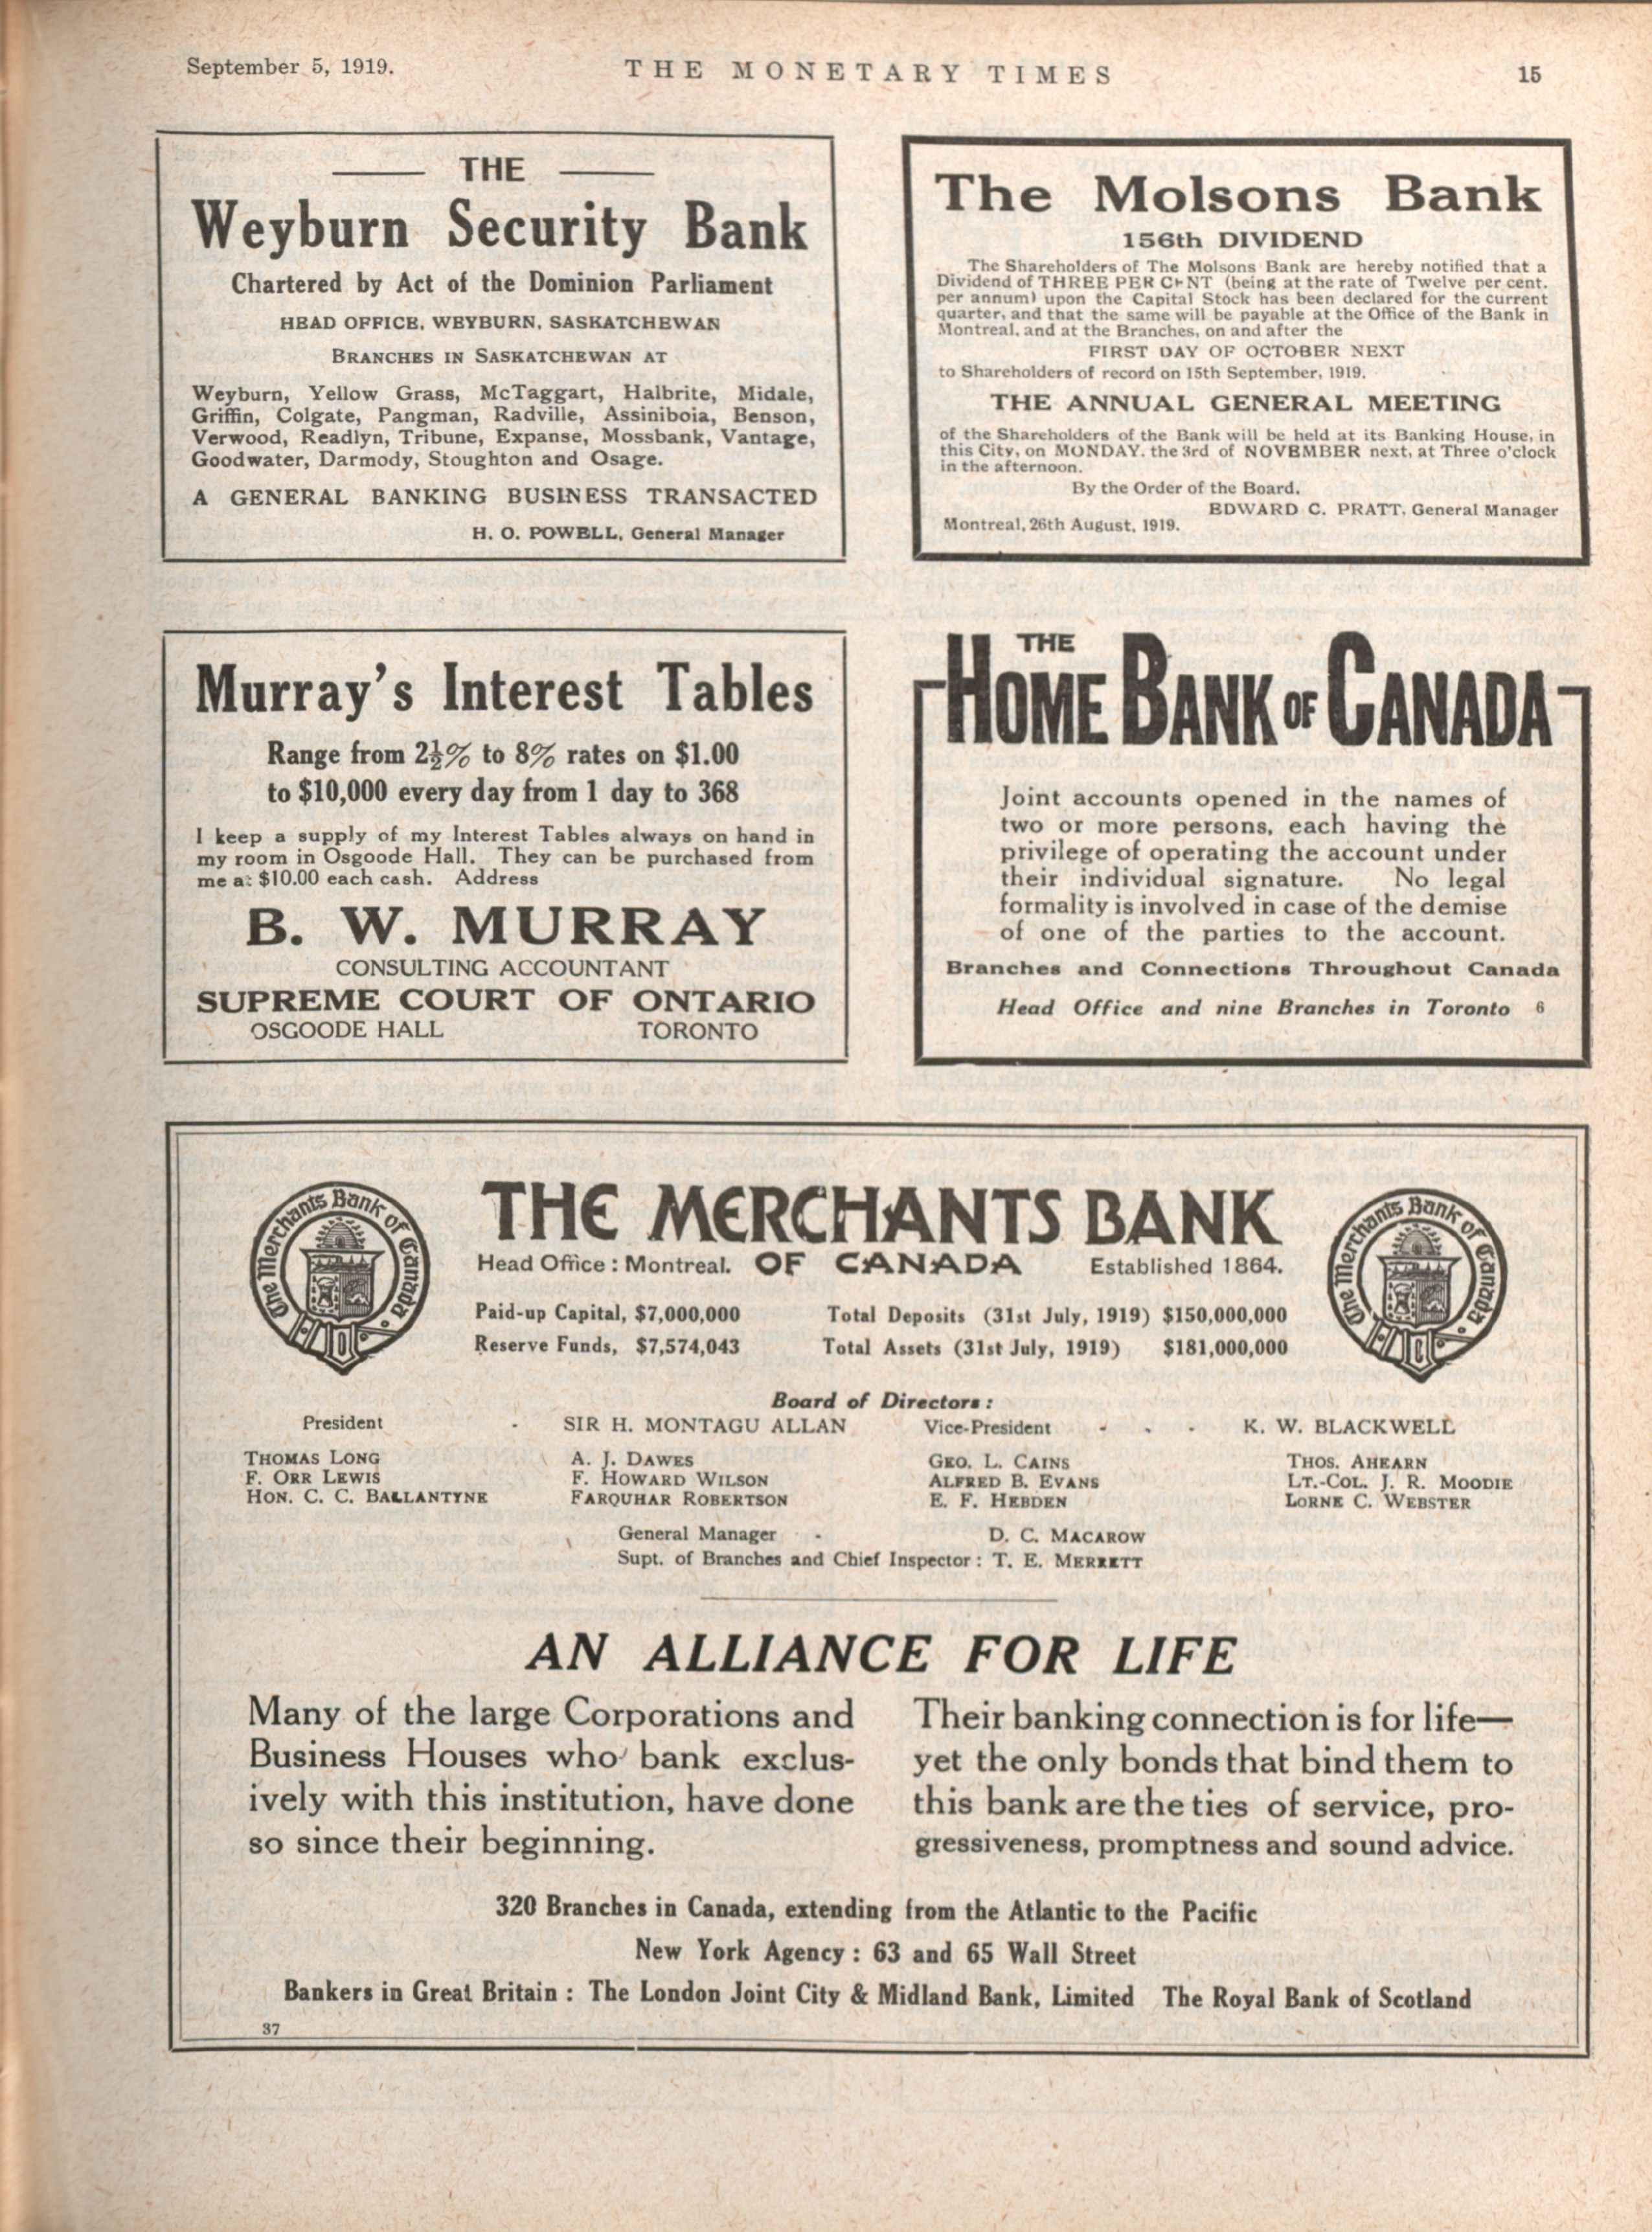 September 5, 1919.
THE MONETARY TIMES
15
THE
Weyburn Security Bank
Chartered by Act of the Dominion Parliament
HEAD OFFICE, WEYBURN, SASKATCHEWAN
BRANCHES IN SASKATCHEWAN AT
Weyburn, Yellow Grass, McTaggart, Halbrite, Midale,
Griffin, Colgate, Pangman, Radville, Assiniboia, Benson,
Verwood, Readlyn, Tribune, Expanse, Mossbank, Vantage,
Goodwater, Darmody, Stoughton and Osage.
A GENERAL BANKING BUSINESS TRANSACTED
H. O. POWELL, General Manager
The Molsons Bank
156th DIVIDEND
The Shareholders of The Molsons Bank are hereby notified that a
Dividend of THREE PER CENT (being at the rate of Twelve per cent.
per annum) upon the Capital Stock has been declared for the current
quarter, and that the same will be payable at the Office of the Bank in
Montreal, and at the Branches, on and after the
FIRST DAY OF OCTOBER NEXT
to Shareholders of record on 15th September, 1919.
THE ANNUAL GENERAL MEETING
of the Shareholders of the Bank will be held at its Banking House, in
this City, on MONDAY, the 3rd of NOVEMBER next, at Three o'clock
in the afternoon.
By the Order of the Board.
EDWARD C. PRATT, General Manager
Montreal, 26th August, 1919.
Murray's Interest Tables
Range from 2½% to 8% rates on $1.00
to $10,000 every day from 1 day to 368
I keep a supply of my Interest Tables always on hand in
my room in Osgoode Hall. They can be purchased from
me at $10.00 each cash. Address
B. W. MURRAY
CONSULTING ACCOUNTANT
SUPREME COURT OF ONTARIO
OSGOODE HALL TORONTO
THE
HOME BANK OF CANADA
Joint accounts opened in the names of
two or more persons, each having the
privilege of operating the account under
their individual signature. No legal
formality is involved in case of the demise
of one of the parties to the account.
Branches and Connections Throughout Canada
Head Office and nine Branches in Toronto 6
The Merchants Bank of Canada
THE MERCHANTS BANK
Head Office : Montreal. OF CANADA Established 1864.
The Merchants Bank of Canada
Paid-up Capital, $7,000,000 Total Deposits (31st July, 1919) $150,000,000
Reserve Funds, $7,574,043 Total Assets (31st July, 1919) $181,000,000
Board of Directors :
President - SIR H. MONTAGU ALLAN Vice-President - - - K. W. BLACKWELL
THOMAS LONG A. J. DAWES GEO. L. CAINS THOS. AHEARN
F. ORR LEWIS F. HOWARD WILSON ALFRED B. EVANS LT.-COL. J. R. MOODIE
HON. C. C. BALLANTYNE FARQUHAR ROBERTSON E. F. HEBDEN LORNE C. WEBSTER
General Manager - D. C. MACAROW
Supt. of Branches and Chief Inspector : T. E. MERRETT
AN ALLIANCE FOR LIFE
Many of the large Corporations and
Business Houses who bank exclus-
ively with this institution, have done
so since their beginning.
Their banking connection is for life—
yet the only bonds that bind them to
this bank are the ties of service, pro-
gressiveness, promptness and sound advice.
320 Branches in Canada, extending from the Atlantic to the Pacific
New York Agency : 63 and 65 Wall Street
Bankers in Great Britain : The London Joint City & Midland Bank, Limited The Royal Bank of Scotland
37